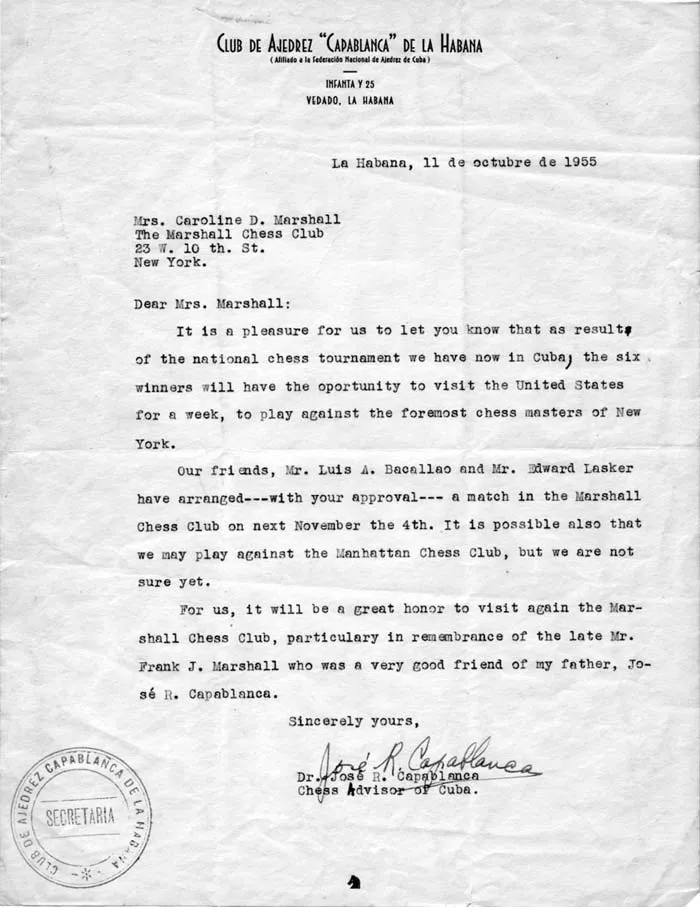 CLUB DE AJEDREZ "CAPABLANCA" DE LA HABANA
( Afiliado a la Federación Nacional de Ajedrez de Cuba )
INFANTA Y 25
VEDADO, LA HABANA
La Habana, 11 de octubre de 1955
Mrs. Caroline D. Marshall
The Marshall Chess Club
23 W. 10 th. St.
New York.
Dear Mrs. Marshall:
It is a pleasure for us to let you know that as result,
of the national chess tournament we have now in Cuba, the six
winners will have the oportunity to visit the United States
for a week, to play against the foremost chess masters of New
York.
Our friends, Mr. Luis A. Bacallao and Mr. Edward Lasker
have arranged---with your approval--- a match in the Marshall
Chess Club on next November the 4th. It is possible also that
we may play against the Manhattan Chess Club, but we are not
sure yet.
For us, it will be a great honor to visit again the Mar-
shall Chess Club, particulary in remembrance of the late Mr.
Frank J. Marshall who was a very good friend of my father, Jo-
sé R. Capablanca.
Sincerely yours,
José R. Capablanca
Dr. José R. Capablanca
Chess Advisor of Cuba.
CLUB DE AJEDREZ CAPABLANCA DE LA HABANA
SECRETARIA